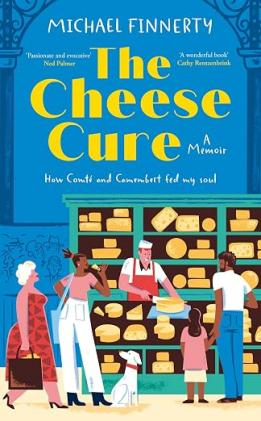 MICHAEL FINNERTY
'Passionate and evocative'
Ned Palmer
'A wonderful book'
Cathy Rentzenbrink
The
Cheese
Cure
A
Memoir
How Comté and Camembert fed my soul